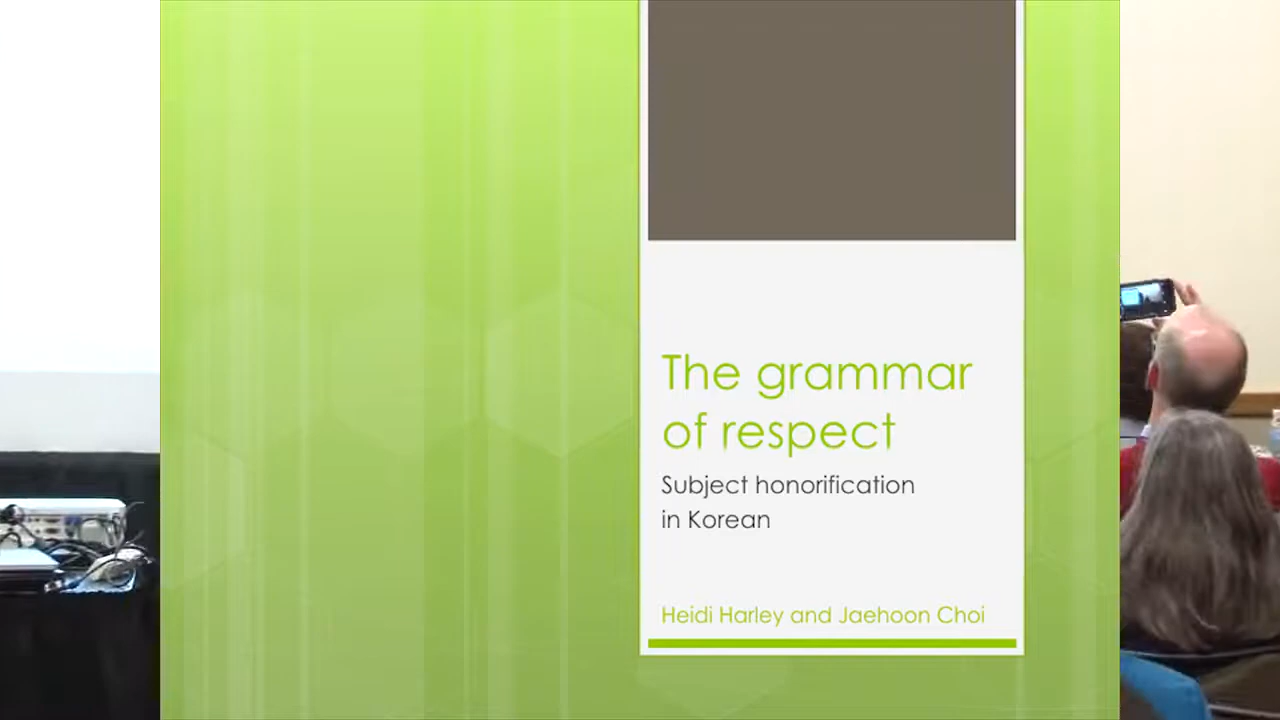 The grammar
of respect
Subject honorification
in Korean
Heidi Harley and Jaehoon Choi